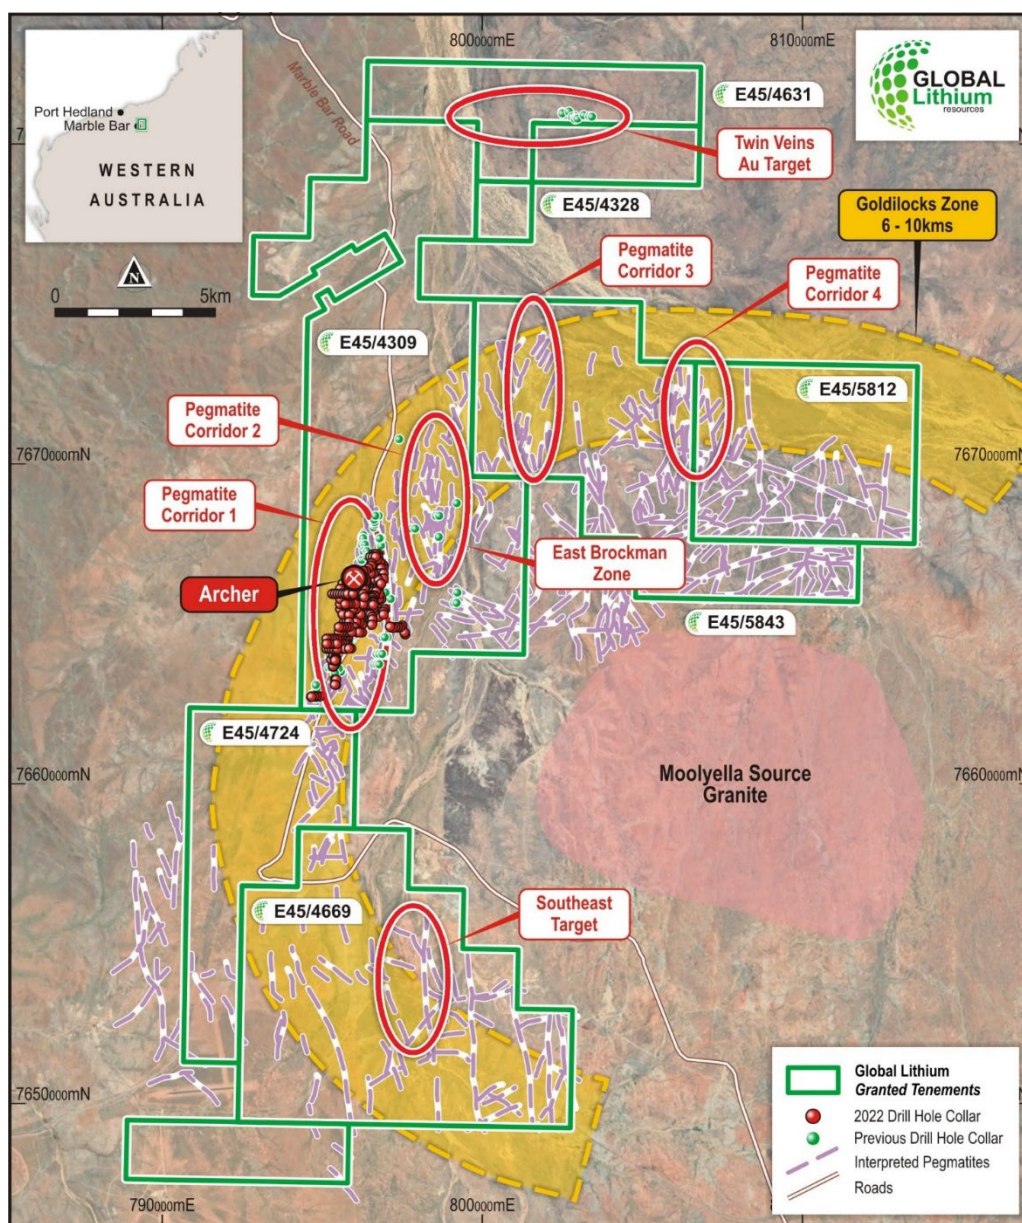 800000mE
810000mE
Port Hedland
Marble Bar
WESTERN
AUSTRALIA
Marble Bar Road
GLOBAL
Lithium
resources
E45/4631
Twin Veins
Au Target
E45/4328
Goldilocks Zone
6 - 10kms
Pegmatite
Corridor 3
Pegmatite
Corridor 4
N
0
5km
E45/4309
E45/5812
Pegmatite
Corridor 2
7670000mN
7670000mN
Pegmatite
Corridor 1
East Brockman
Zone
Archer
E45/5843
E45/4724
7660000mN
Moolyella Source
Granite
7660000mN
E45/4669
Southeast
Target
7650000mN
Global Lithium
Granted Tenements
2022 Drill Hole Collar
Previous Drill Hole Collar
Interpreted Pegmatites
Roads
790000mE
800000mE